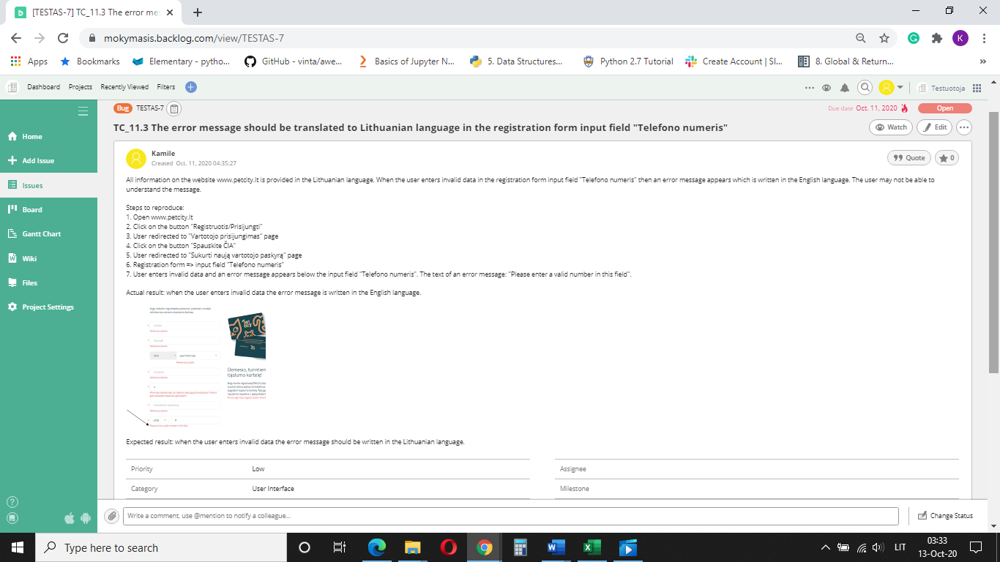 [TESTAS-7] TC_11.3 The error me
mokymasis.backlog.com/view/TESTAS-7
K
Apps
Bookmarks
Elementary - pytho...
GitHub - vinta/awe...
Basics of Jupyter N...
5. Data Structures...
Python 2.7 Tutorial
Create Account | Sl...
8. Global & Return...
Dashboard
Projects
Recently Viewed
Filters
Testuotoja
Home
Add Issue
Issues
Board
Gantt Chart
Wiki
Files
Project Settings
Bug TESTAS-7
Due date Oct. 11, 2020
Open
TC_11.3 The error message should be translated to Lithuanian language in the registration form input field "Telefono numeris"
Watch
Edit
Kamile
Created Oct. 11, 2020 04:35:27
Quote
0
All information on the website www.petcity.lt is provided in the Lithuanian language. When the user enters invalid data in the registration form input field "Telefono numeris" then an error message appears which is written in the English language. The user may not be able to
understand the message.
Steps to reproduce:
1. Open www.petcity.lt
2. Click on the button "Registruotis/Prisijungti"
3. User redirected to "Vartotojo prisijungimas" page
4. Click on the button "Spauskite ČIA"
5. User redirected to "Sukurti naują vartotojo paskyrą" page
6. Registration form => input field "Telefono numeris"
7. User enters invalid data and an error message appears below the input field "Telefono numeris". The text of an error message: "Please enter a valid number in this field".
Actual result: when the user enters invalid data the error message is written in the English language.
Demesio, turintiem
lojalumo kortelę!
Expected result: when the user enters invalid data the error message should be written in the Lithuanian language.
Priority Low
Assignee
Category User Interface
Milestone
Write a comment, use @mention to notify a colleague...
Change Status
Type here to search
LIT
03:33
13-Oct-20